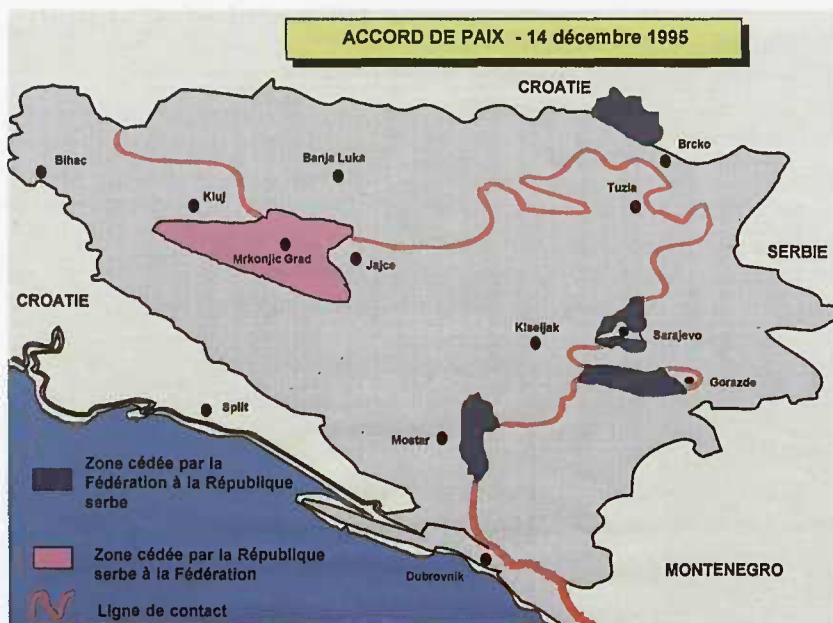 ACCORD DE PAIX - 14 décembre 1995
CROATIE
Brcko
Bihac
Banja Luka
Kluj
Tuzla
Mrkonjic Grad
Jajce
SERBIE
CROATIE
Kiseljak
Sarajevo
Gorazde
Split
Mostar
Zone cédée par la
Fédération à la République
serbe
Zone cédée par la République
serbe à la Fédération
Dubrovnik
MONTENEGRO
Ligne de contact